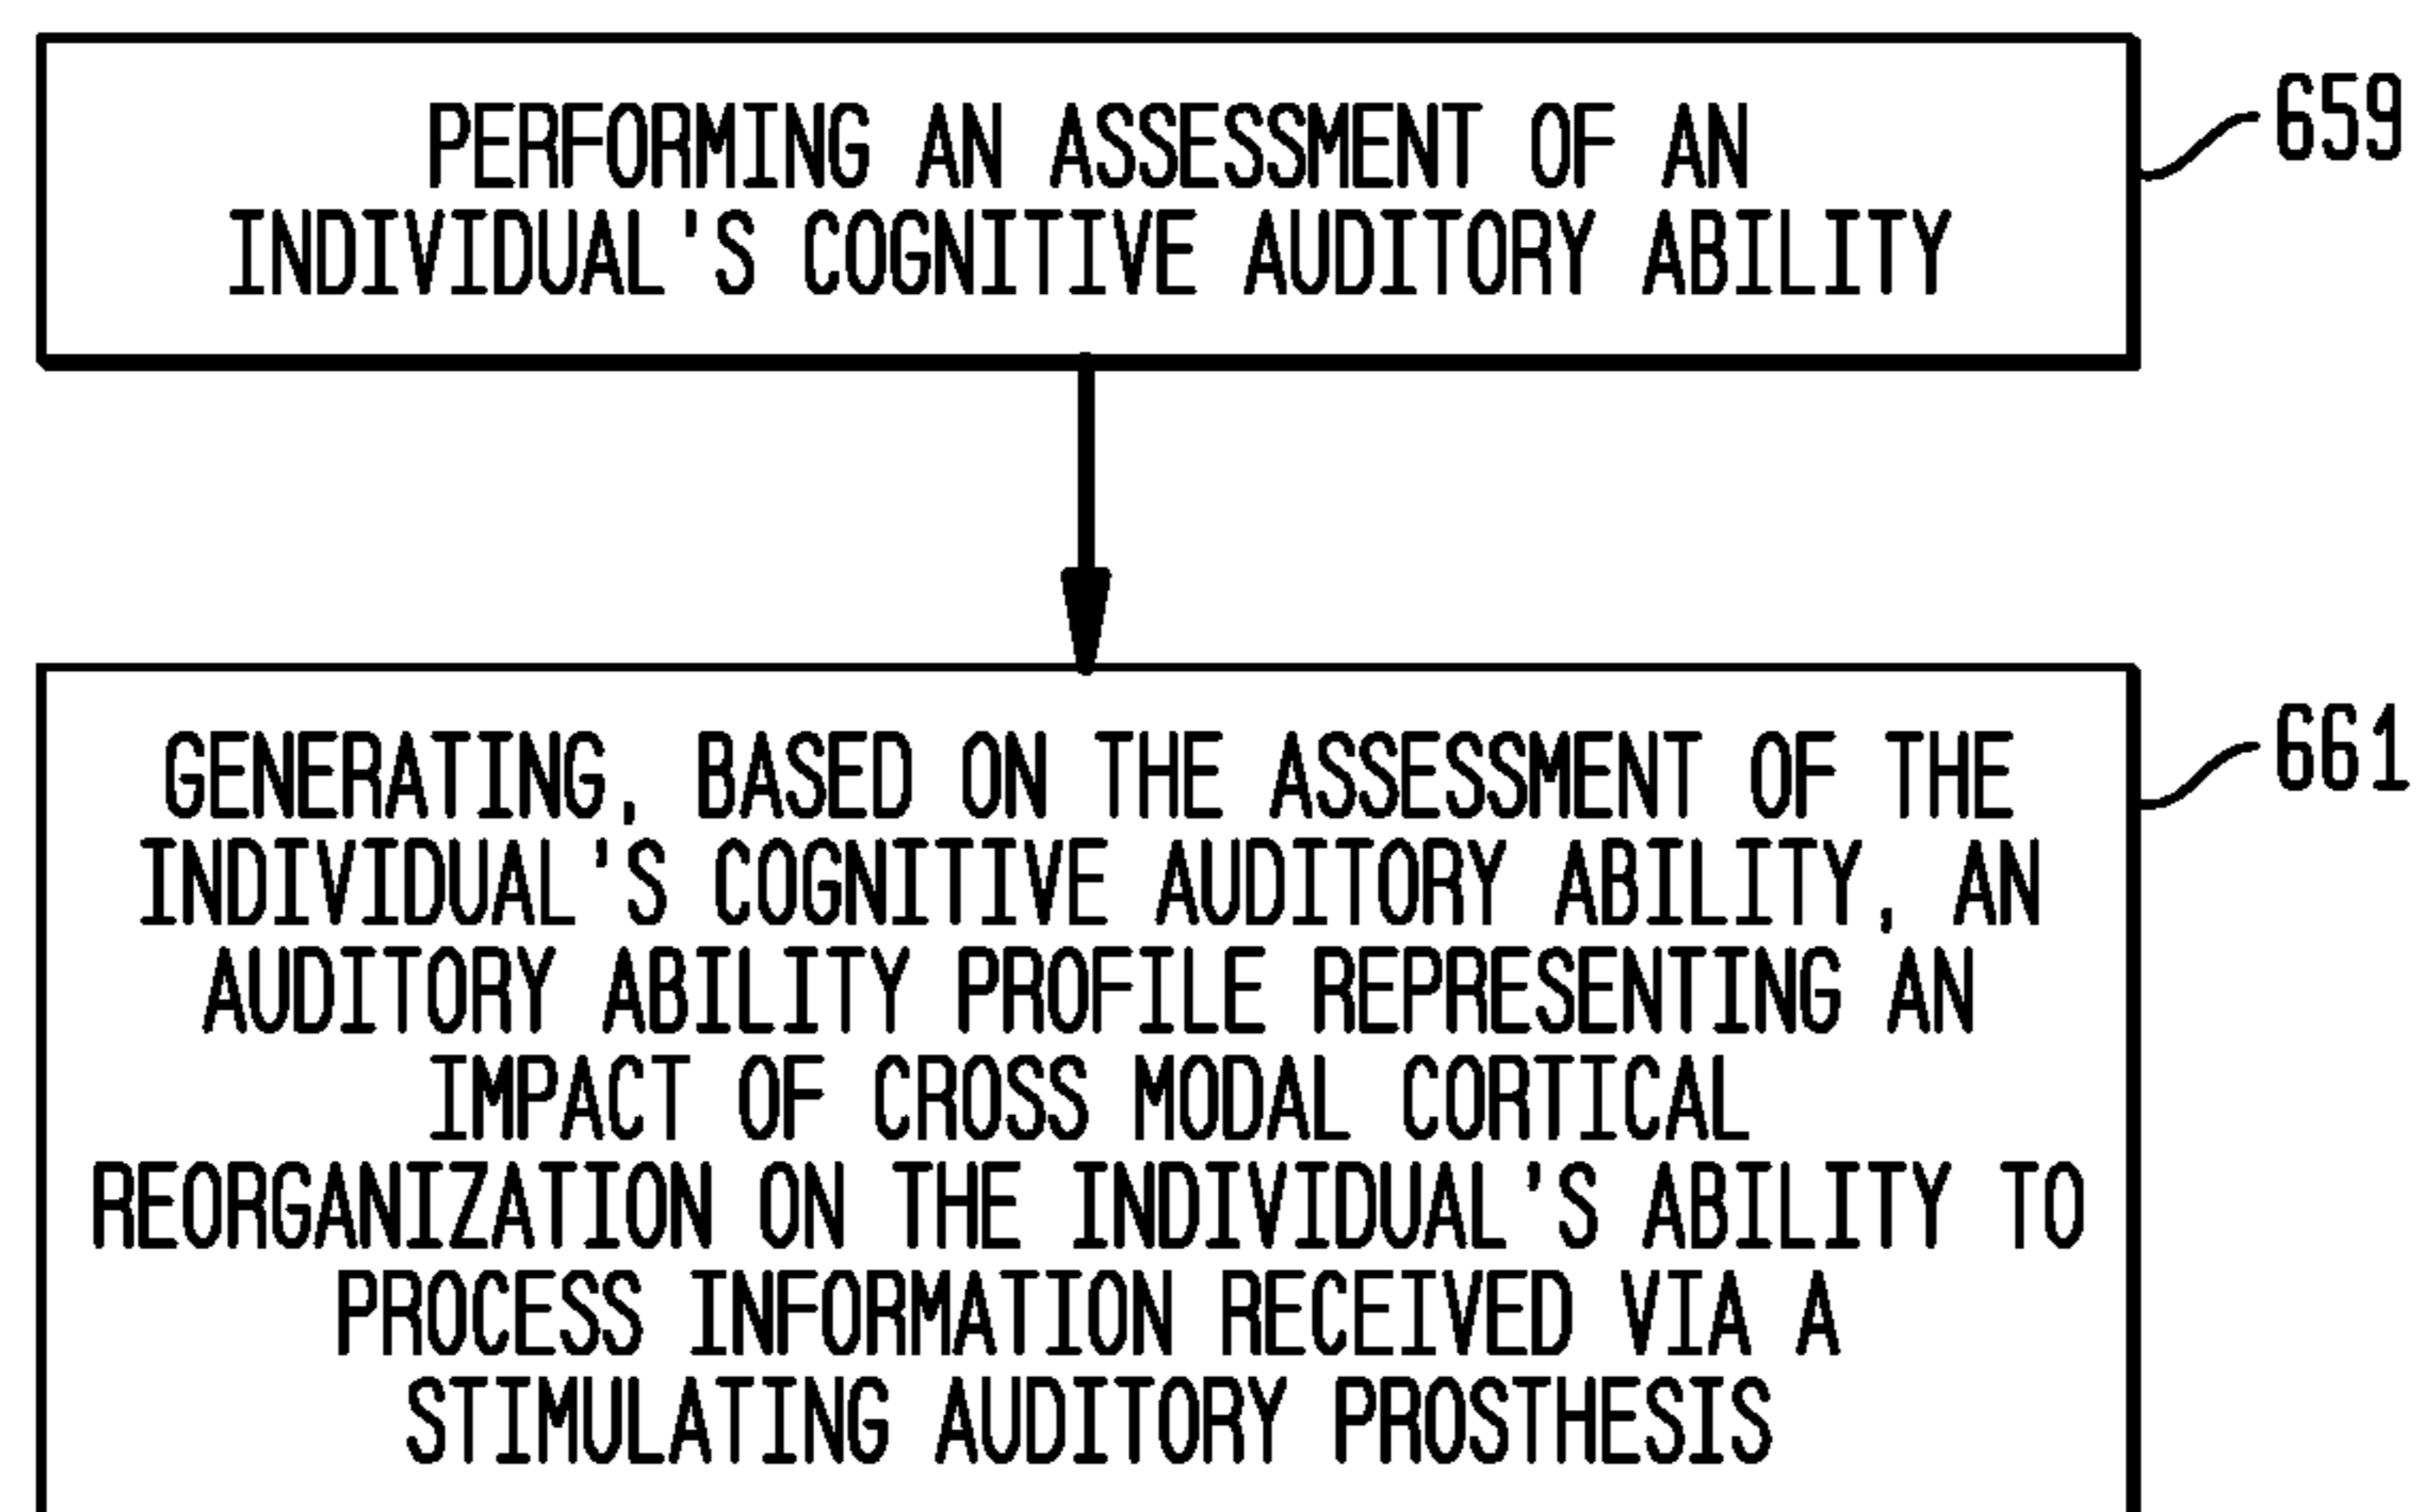 PERFORMING AN ASSESSMENT OF AN
INDIVIDUAL'S COGNITIVE AUDITORY ABILITY
659
GENERATING, BASED ON THE ASSESSMENT OF THE
INDIVIDUAL'S COGNITIVE AUDITORY ABILITY, AN
AUDITORY ABILITY PROFILE REPRESENTING AN
IMPACT OF CROSS MODAL CORTICAL
REORGANIZATION ON THE INDIVIDUAL'S ABILITY TO
PROCESS INFORMATION RECEIVED VIA A
STIMULATING AUDITORY PROSTHESIS
661